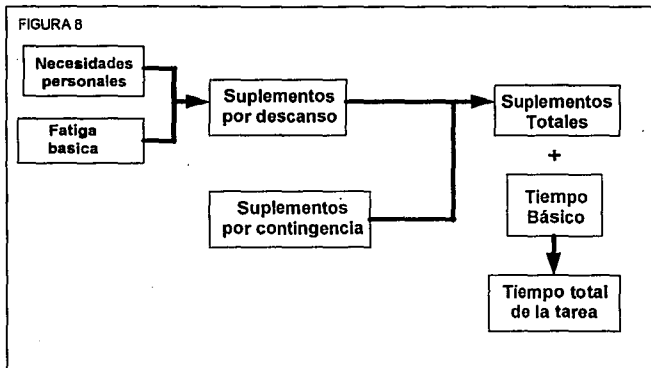 FIGURA 8
Necesidades
personales
Fatiga
basica
Suplementos
por descanso
Suplementos
por contingencia
Suplementos
Totales
+
Tiempo
Básico
Tiempo total
de la tarea